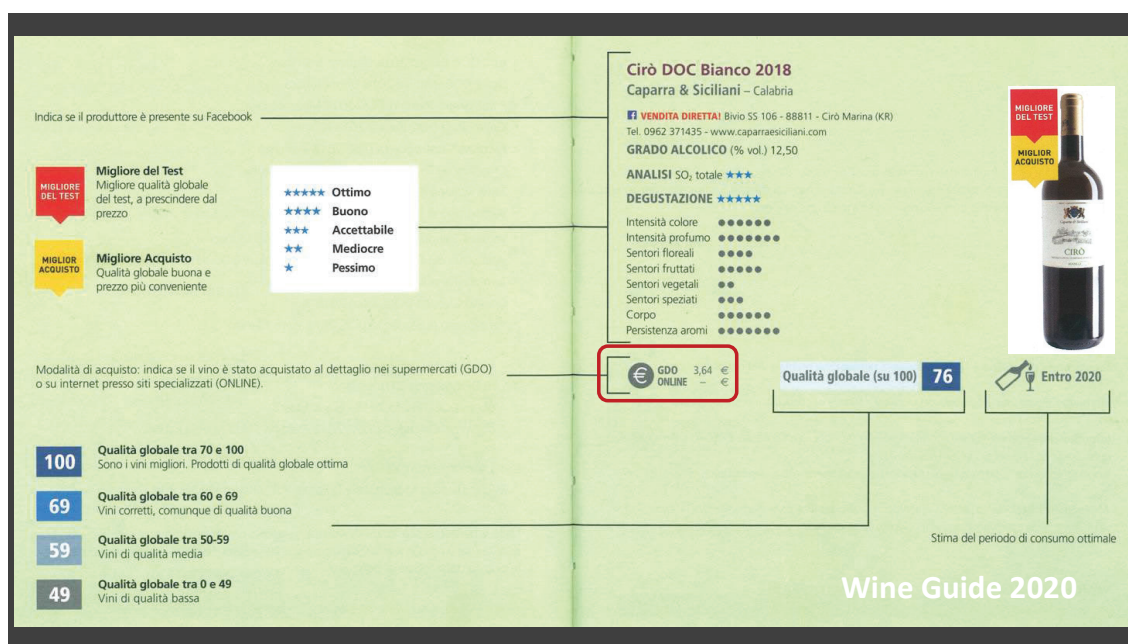 Indica se il produttore è presente su Facebook
MIGLIORE
DEL TEST
Migliore del Test
Migliore qualità globale
del test, a prescindere dal
prezzo
MIGLIOR
ACQUISTO
Migliore Acquisto
Qualità globale buona e
prezzo più conveniente
★★★★★ Ottimo
★★★★ Buono
★★★ Accettabile
★★ Mediocre
★ Pessimo
Modalità di acquisto: indica se il vino è stato acquistato al dettaglio nei supermercati (GDO)
o su internet presso siti specializzati (ONLINE).
100
Qualità globale tra 70 e 100
Sono i vini migliori. Prodotti di qualità globale ottima
69
Qualità globale tra 60 e 69
Vini corretti, comunque di qualità buona
59
Qualità globale tra 50-59
Vini di qualità media
49
Qualità globale tra 0 e 49
Vini di qualità bassa
Cirò DOC Bianco 2018
Caparra & Siciliani – Calabria
VENDITA DIRETTA! Bivio SS 106 - 88811 - Cirò Marina (KR)
Tel. 0962 371435 - www.caparraesiciliani.com
GRADO ALCOLICO (% vol.) 12,50
ANALISI SO₂ totale ★★★
DEGUSTAZIONE ★★★★★
Intensità colore ●●●●●●
Intensità profumo ●●●●●●●
Sentori floreali ●●●●
Sentori fruttati ●●●●●
Sentori vegetali ●●
Sentori speziati ●●●
Corpo ●●●●●●
Persistenza aromi ●●●●●●●
MIGLIORE
DEL TEST
MIGLIOR
ACQUISTO
CIRÒ
€ GDO 3,64 €
ONLINE – €
Qualità globale (su 100) 76
Entro 2020
Stima del periodo di consumo ottimale
Wine Guide 2020